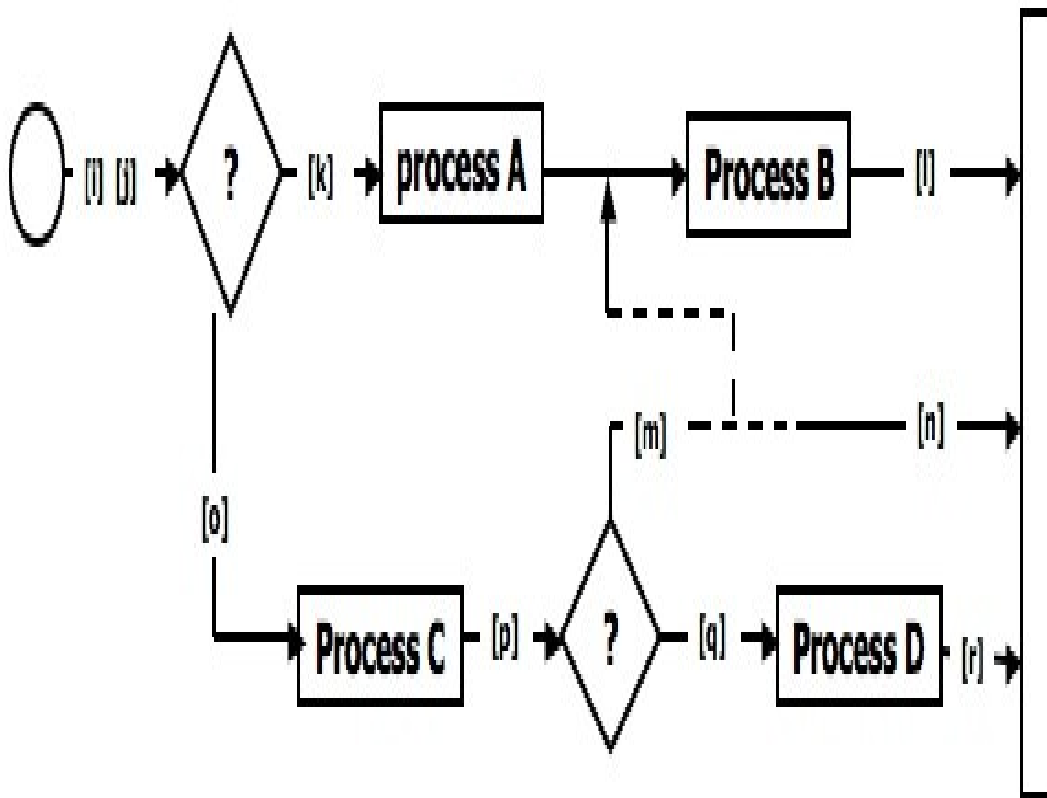 [i] [j]
?
[k]
process A
Process B
[l]
[m]
[n]
[o]
Process C
[p]
?
[q]
Process D
[r]